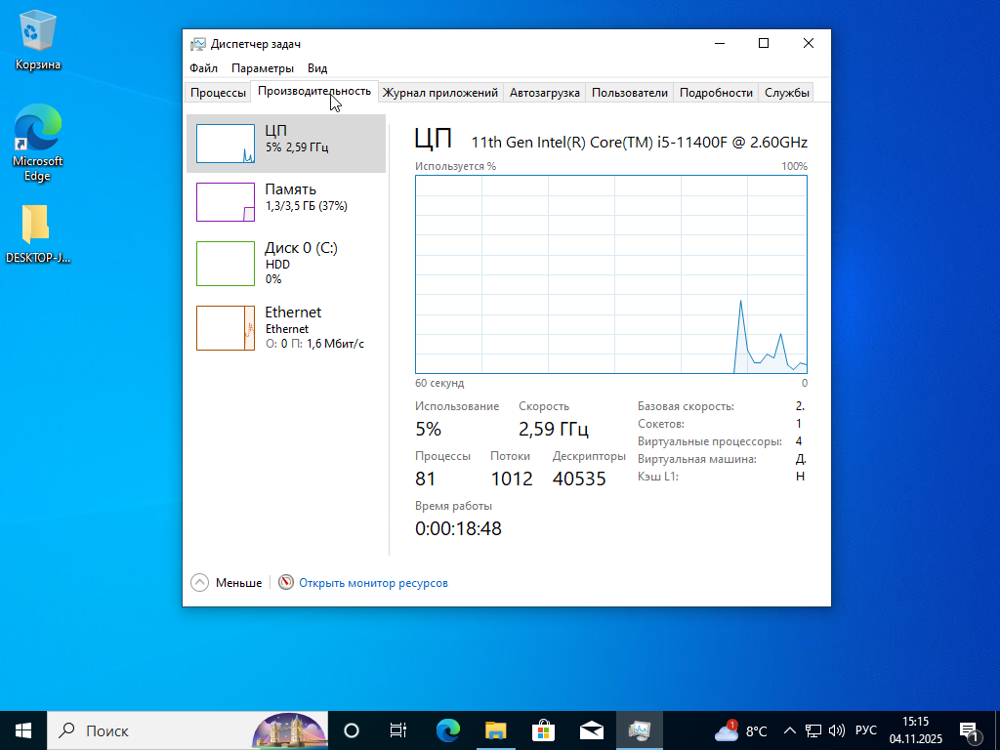 Корзина
Microsoft
Edge
DESKTOP-J...
Диспетчер задач
Файл Параметры Вид
Процессы Производительность Журнал приложений Автозагрузка Пользователи Подробности Службы
ЦП
5% 2,59 ГГц
Память
1,3/3,5 ГБ (37%)
Диск 0 (C:)
HDD
0%
Ethernet
Ethernet
О: 0 П: 1,6 Мбит/с
ЦП 11th Gen Intel(R) Core(TM) i5-11400F @ 2.60GHz
Используется % 100%
60 секунд 0
Использование Скорость
5% 2,59 ГГц
Процессы Потоки Дескрипторы
81 1012 40535
Время работы
0:00:18:48
Базовая скорость: 2.
Сокетов: 1
Виртуальные процессоры: 4
Виртуальная машина: Д.
Кэш L1: Н
Меньше Открыть монитор ресурсов
Поиск
1 8°C РУС
15:15
04.11.2025
1